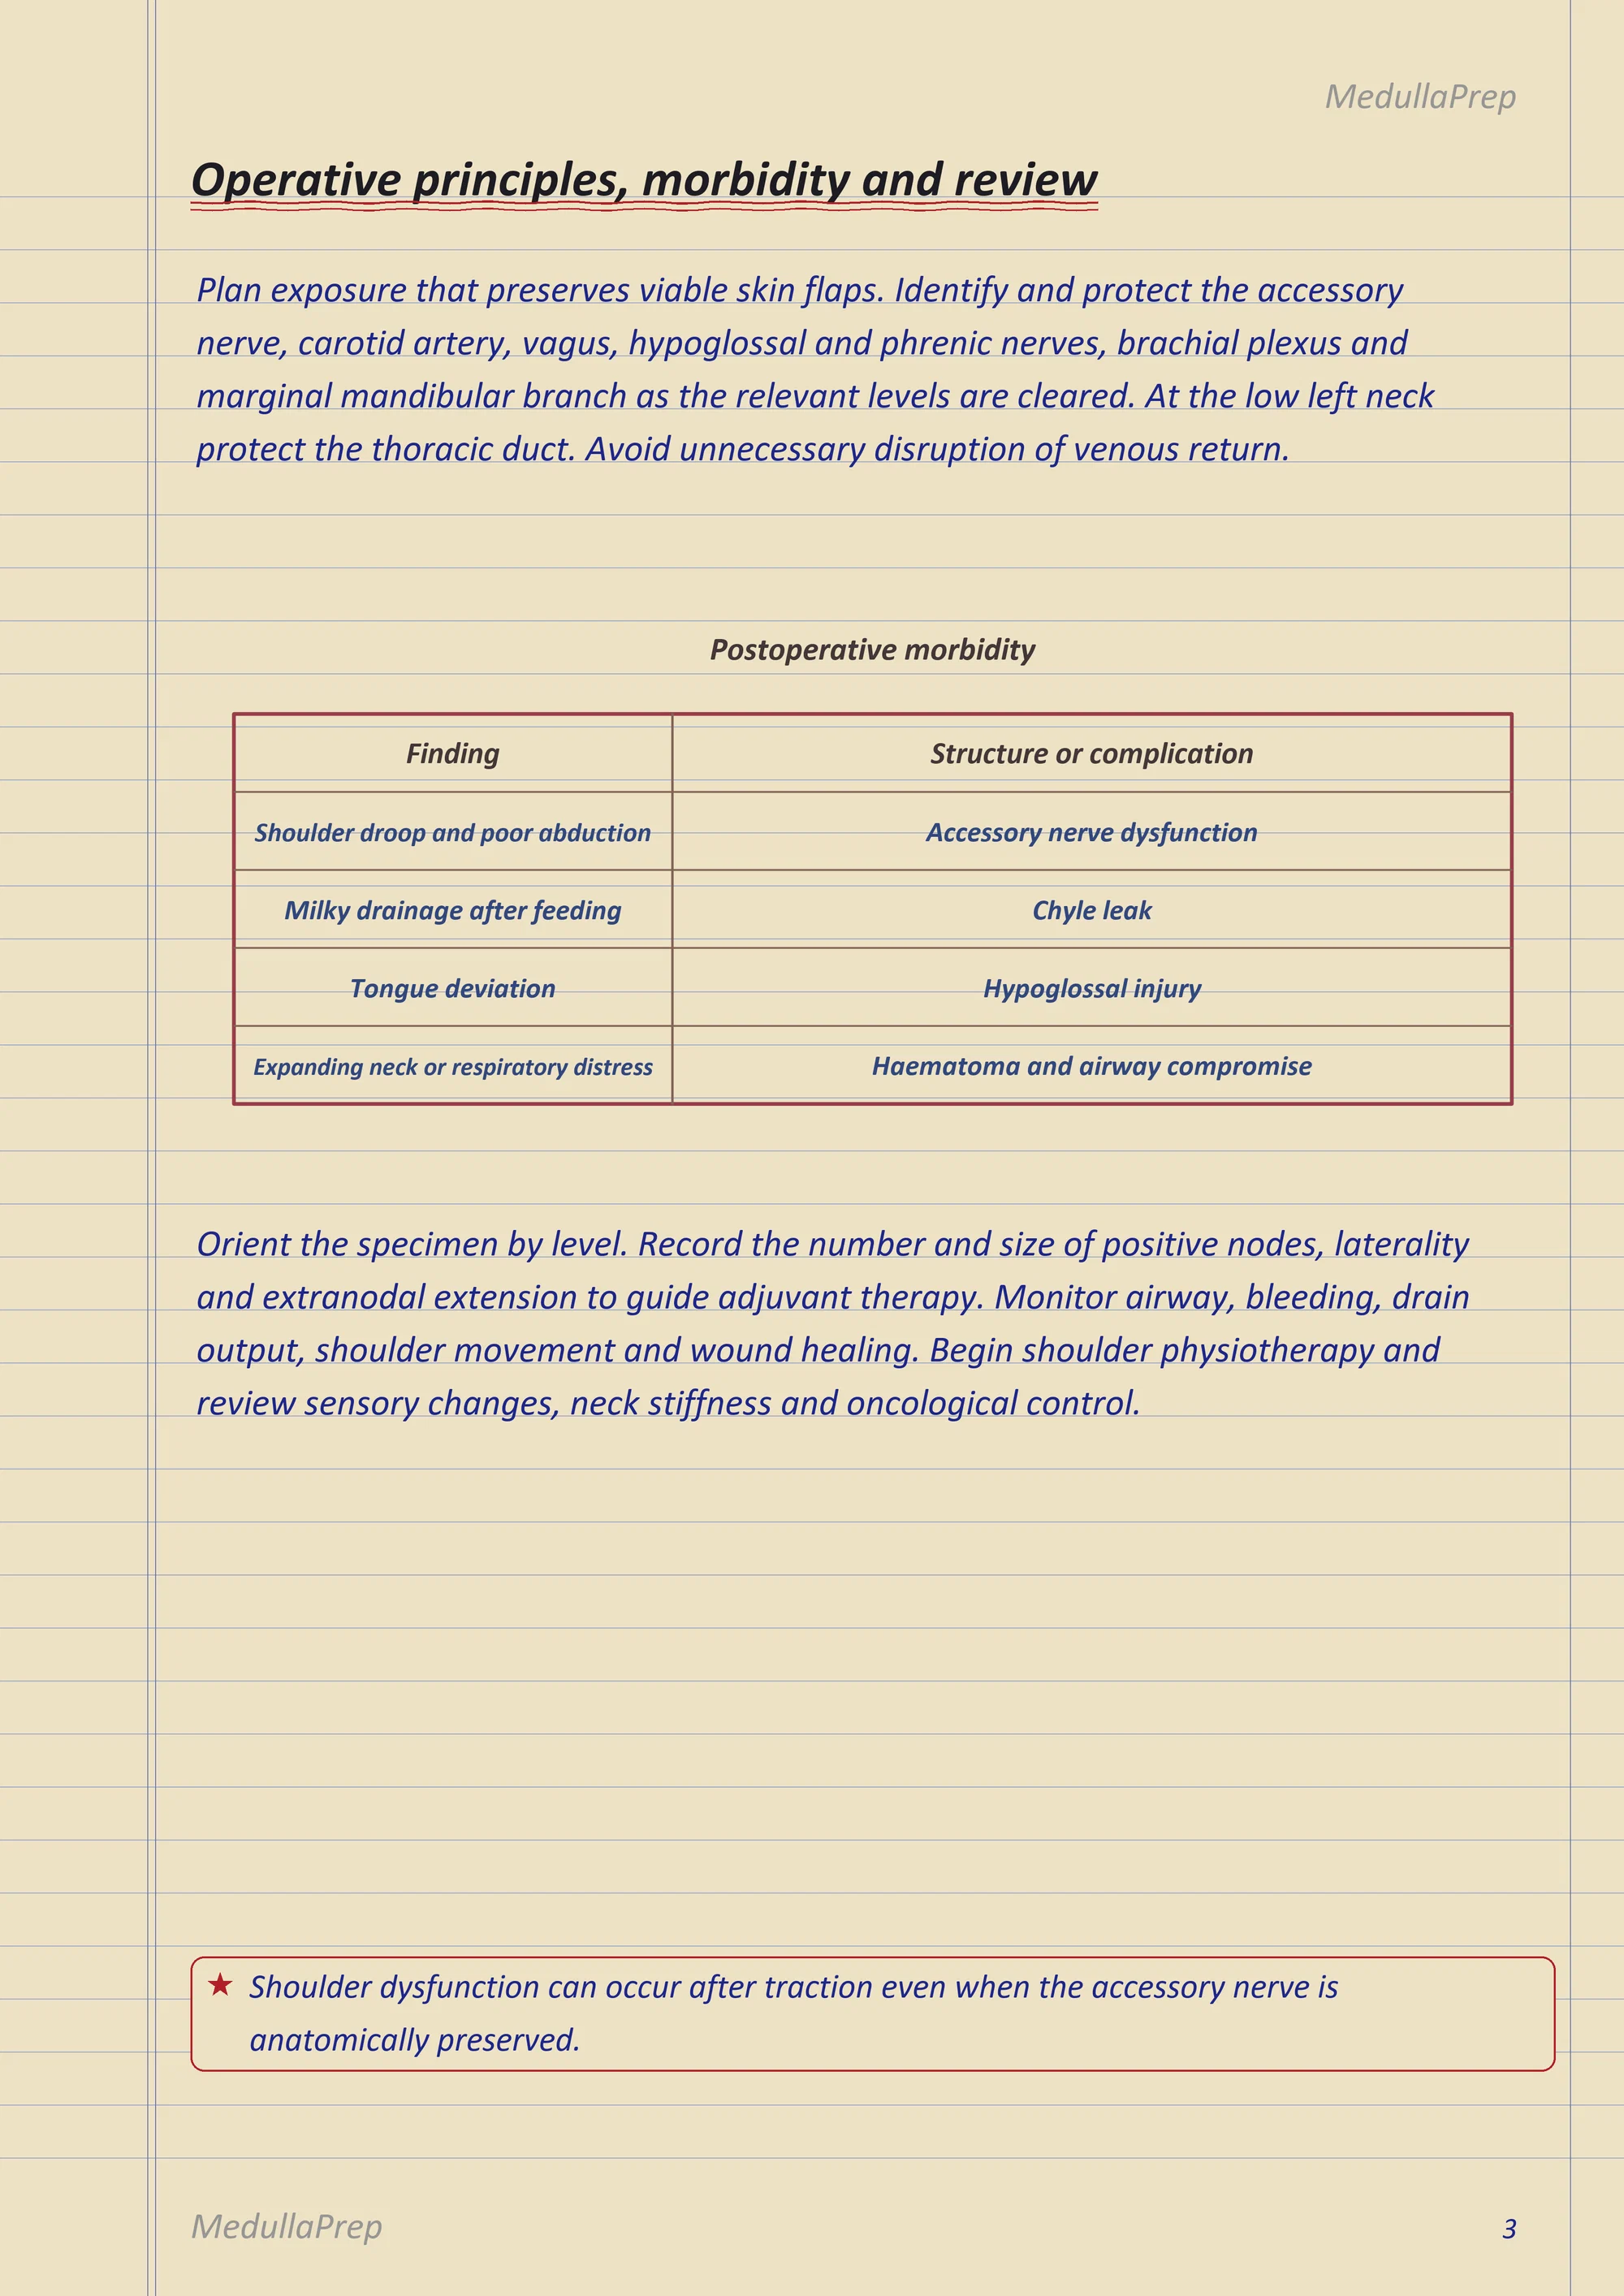 MedullaPrep
Operative principles, morbidity and review
Plan exposure that preserves viable skin flaps. Identify and protect the accessory
nerve, carotid artery, vagus, hypoglossal and phrenic nerves, brachial plexus and
marginal mandibular branch as the relevant levels are cleared. At the low left neck
protect the thoracic duct. Avoid unnecessary disruption of venous return.
Postoperative morbidity
Finding Structure or complication
Shoulder droop and poor abduction Accessory nerve dysfunction
Milky drainage after feeding Chyle leak
Tongue deviation Hypoglossal injury
Expanding neck or respiratory distress Haematoma and airway compromise
Orient the specimen by level. Record the number and size of positive nodes, laterality
and extranodal extension to guide adjuvant therapy. Monitor airway, bleeding, drain
output, shoulder movement and wound healing. Begin shoulder physiotherapy and
review sensory changes, neck stiffness and oncological control.
★ Shoulder dysfunction can occur after traction even when the accessory nerve is
anatomically preserved.
MedullaPrep 3